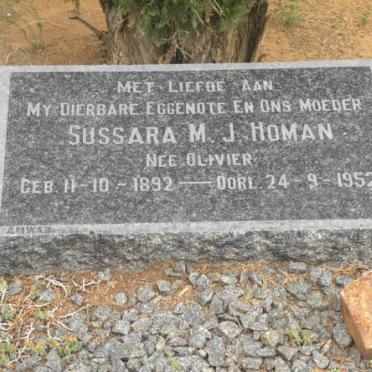 MET LIEFDE AAN
MY DIERBARE EGGENOTE EN ONS MOEDER
SUSSARA M. J. HOMAN
NEE OLIVIER
GEB. 11-10-1892 — OORL. 24-9-1952
AMWAZ